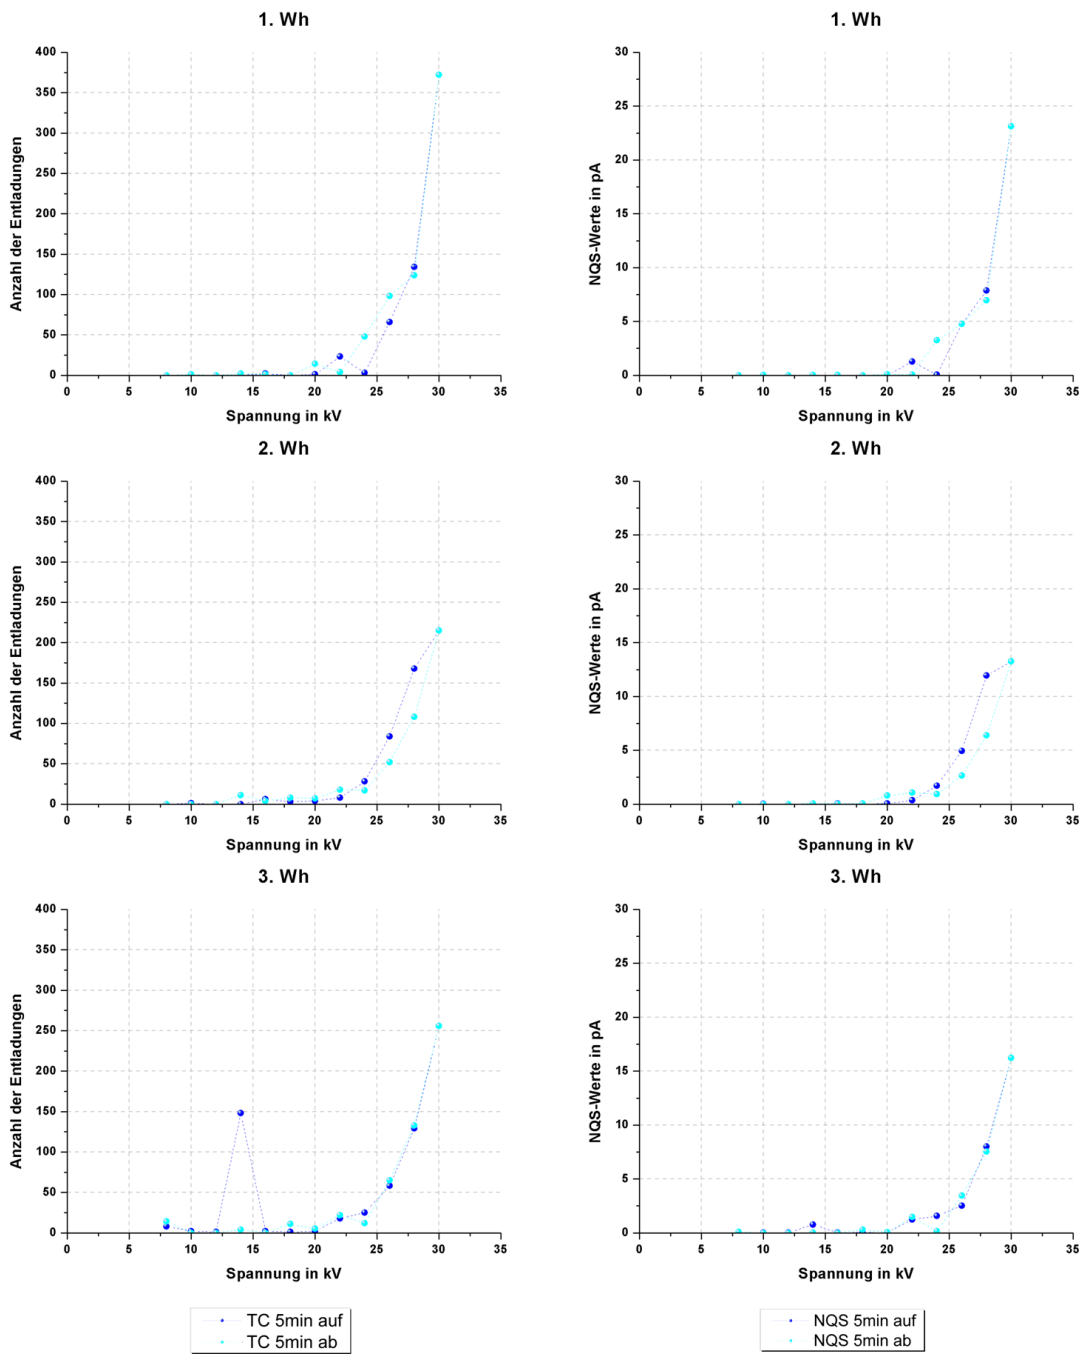 1. Wh
400
350
300
250
200
150
100
50
0
Anzahl der Entladungen
0 5 10 15 20 25 30 35
Spannung in kV
1. Wh
30
25
20
15
10
5
0
NQS-Werte in pA
0 5 10 15 20 25 30 35
Spannung in kV
2. Wh
400
350
300
250
200
150
100
50
0
Anzahl der Entladungen
0 5 10 15 20 25 30 35
Spannung in kV
2. Wh
30
25
20
15
10
5
0
NQS-Werte in pA
0 5 10 15 20 25 30 35
Spannung in kV
3. Wh
400
350
300
250
200
150
100
50
0
Anzahl der Entladungen
0 5 10 15 20 25 30 35
Spannung in kV
3. Wh
30
25
20
15
10
5
0
NQS-Werte in pA
0 5 10 15 20 25 30 35
Spannung in kV
TC 5min auf
TC 5min ab
NQS 5min auf
NQS 5min ab